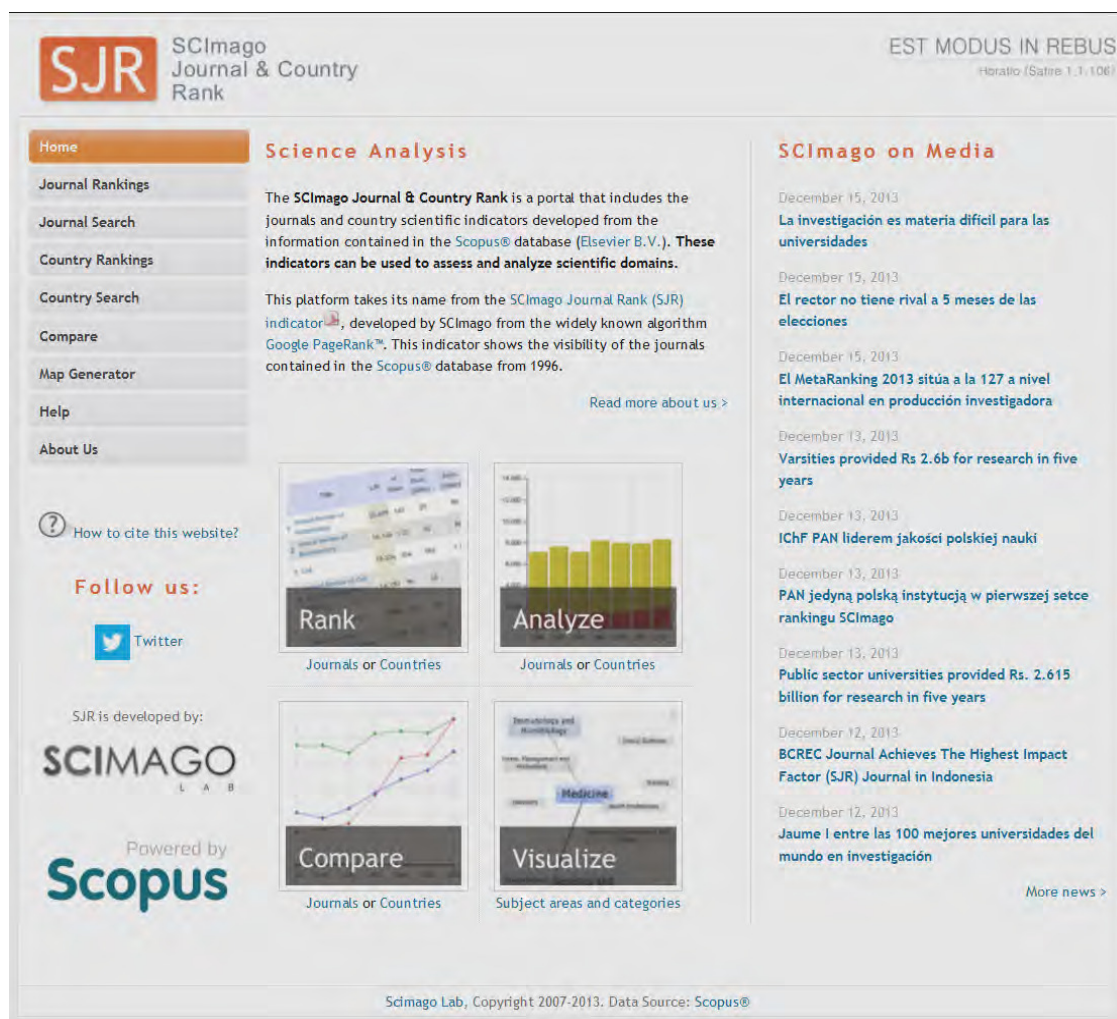 SJR
SCImago
Journal & Country
Rank
EST MODUS IN REBUS
Horatio (Satire 1,1,106)
Home
Journal Rankings
Journal Search
Country Rankings
Country Search
Compare
Map Generator
Help
About Us
How to cite this website?
Follow us:
Twitter
SJR is developed by:
SCIMAGO
LAB
Powered by
Scopus
Science Analysis
The SCImago Journal & Country Rank is a portal that includes the
journals and country scientific indicators developed from the
information contained in the Scopus® database (Elsevier B.V.). These
indicators can be used to assess and analyze scientific domains.
This platform takes its name from the SCImago Journal Rank (SJR)
indicator, developed by SCImago from the widely known algorithm
Google PageRank™. This indicator shows the visibility of the journals
contained in the Scopus® database from 1996.
Read more about us >
Rank
Journals or Countries
Analyze
Journals or Countries
Compare
Journals or Countries
Medicine
Visualize
Subject areas and categories
SCImago on Media
December 15, 2013
La investigación es materia difícil para las
universidades
December 15, 2013
El rector no tiene rival a 5 meses de las
elecciones
December 15, 2013
El MetaRanking 2013 sitúa a la 127 a nivel
internacional en producción investigadora
December 13, 2013
Varsities provided Rs 2.6b for research in five
years
December 13, 2013
IChF PAN liderem jakości polskiej nauki
December 13, 2013
PAN jedyną polską instytucją w pierwszej setce
rankingu SCImago
December 13, 2013
Public sector universities provided Rs. 2.615
billion for research in five years
December 12, 2013
BCREC Journal Achieves The Highest Impact
Factor (SJR) Journal in Indonesia
December 12, 2013
Jaume I entre las 100 mejores universidades del
mundo en investigación
More news >
Scimago Lab, Copyright 2007-2013. Data Source: Scopus®